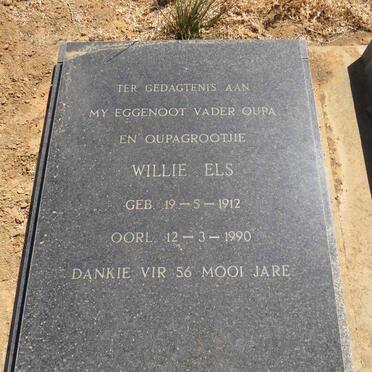 TER GEDAGTENIS AAN
MY EGGENOOT VADER OUPA
EN OUPAGROOTJIE
WILLIE ELS
GEB. 19-5-1912
OORL. 12-3-1990
DANKIE VIR 56 MOOI JARE